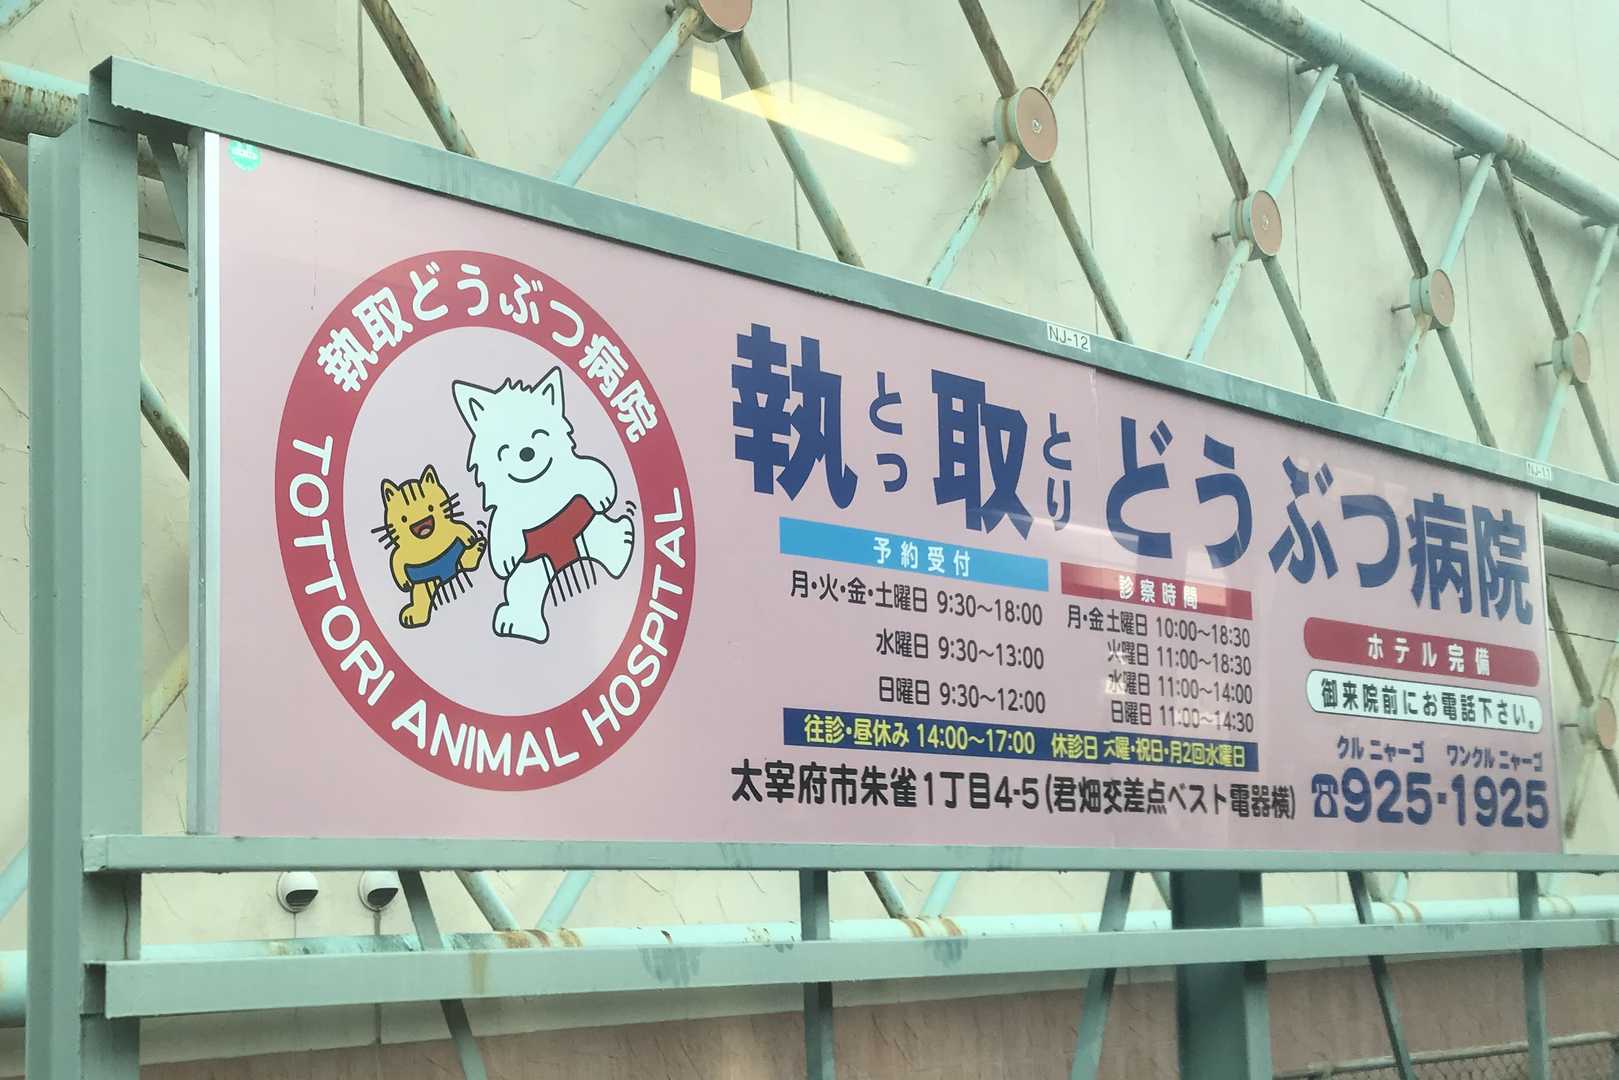 執取どうぶつ病院
TOTTORI ANIMAL HOSPITAL
NJ-12
NJ-11
執とっ取とりどうぶつ病院
予約受付
月・火・金・土曜日 9:30〜18:00
水曜日 9:30〜13:00
日曜日 9:30〜12:00
診察時間
月・金土曜日 10:00〜18:30
火曜日 11:00〜18:30
水曜日 11:00〜14:00
日曜日 11:00〜14:30
往診・昼休み 14:00〜17:00 休診日 木曜・祝日・月2回水曜日
ホテル完備
御来院前にお電話下さい。
太宰府市朱雀1丁目4-5(君畑交差点ベスト電器横)
クルニャーゴ ワンクルニャーゴ
☎925-1925